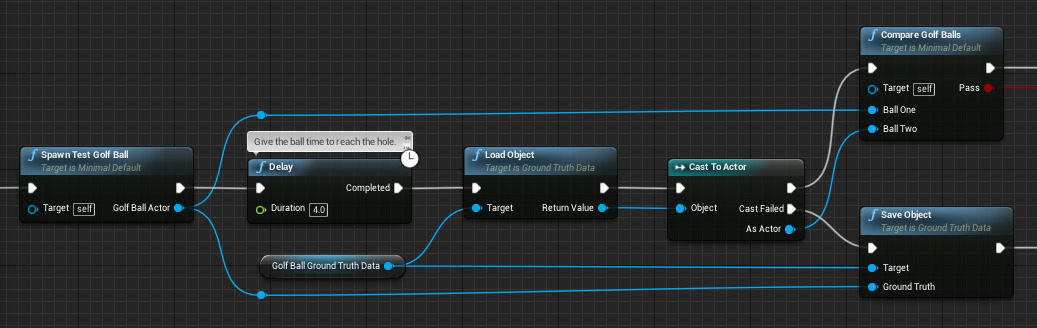 Compare Golf Balls
Target is Minimal Default
Target self
Pass
Ball One
Ball Two
Give the ball time to reach the hole.
Spawn Test Golf Ball
Target is Minimal Default
Target self
Golf Ball Actor
Delay
Completed
Duration 4.0
Load Object
Target is Ground Truth Data
Target
Return Value
Cast To Actor
Object
Cast Failed
As Actor
Golf Ball Ground Truth Data
Save Object
Target is Ground Truth Data
Target
Ground Truth